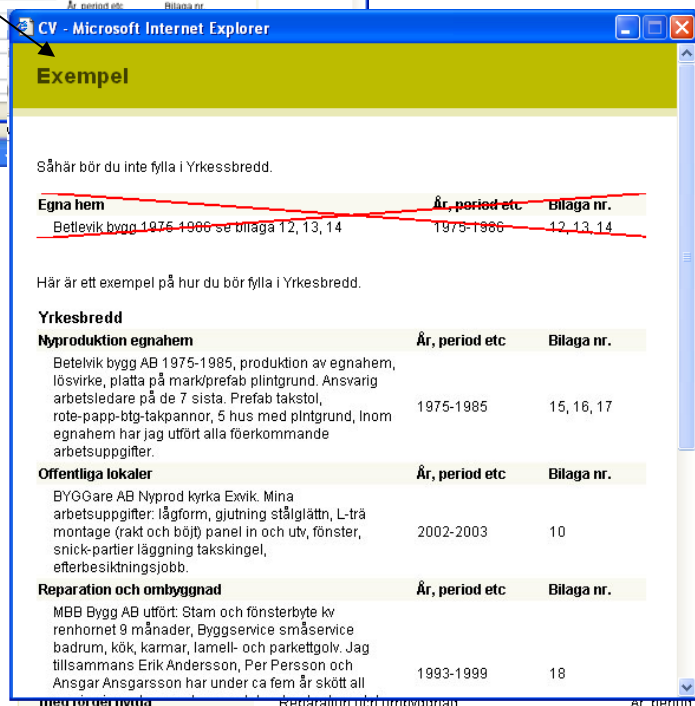 År, period etc Bilaga nr.
CV - Microsoft Internet Explorer
Exempel
Såhär bör du inte fylla i Yrkessbredd.
Egna hem År, period etc Bilaga nr.
Betlevik bygg 1975-1986 se bilaga 12, 13, 14 1975-1986 12, 13, 14
Här är ett exempel på hur du bör fylla i Yrkesbredd.
Yrkesbredd
Nyproduktion egnahem År, period etc Bilaga nr.
Betelvik bygg AB 1975-1985, produktion av egnahem,
lösvirke, platta på mark/prefab plintgrund. Ansvarig
arbetsledare på de 7 sista. Prefab takstol,
rote-papp-btg-takpannor, 5 hus med plntgrund, Inom
egnahem har jag utfört alla föerkommande
arbetsuppgifter.
1975-1985 15, 16, 17
Offentliga lokaler År, period etc Bilaga nr.
BYGGare AB Nyprod kyrka Exvik. Mina
arbetsuppgifter: lågform, gjutning stålglättn, L-trä
montage (rakt och böjt) panel in och utv, fönster,
snick-partier läggning takskingel,
efterbesiktningsjobb.
2002-2003 10
Reparation och ombyggnad År, period etc Bilaga nr.
MBB Bygg AB utfört: Stam och fönsterbyte kv
renhornet 9 månader, Byggservice småservice
badrum, kök, karmar, lamell- och parkettgolv. Jag
tillsammans Erik Andersson, Per Persson och
Ansgar Ansgarsson har under ca fem år skött all
1993-1999 18
Reparation och ombyggnad